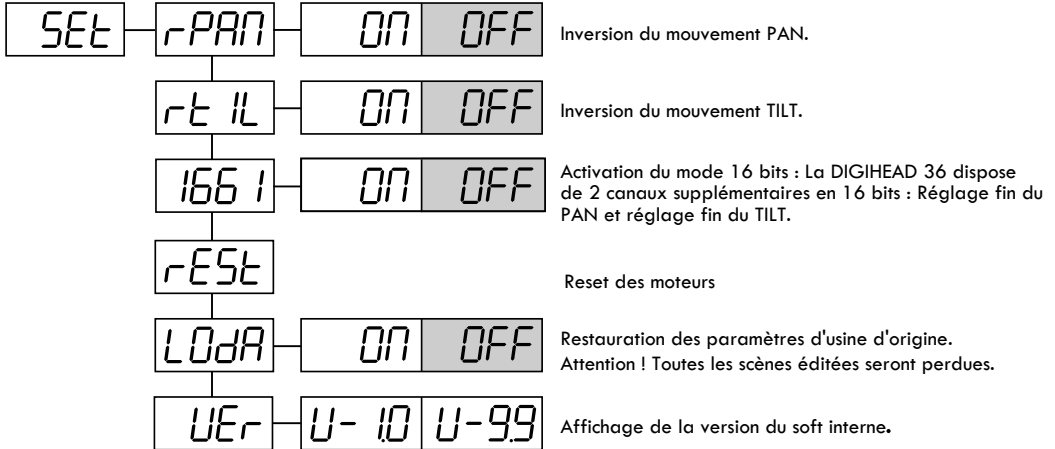 SEt rPAN ON OFF Inversion du mouvement PAN.
rtIL ON OFF Inversion du mouvement TILT.
166I ON OFF Activation du mode 16 bits : La DIGIHEAD 36 dispose
de 2 canaux supplémentaires en 16 bits : Réglage fin du
PAN et réglage fin du TILT.
rESt Reset des moteurs
LOdA ON OFF Restauration des paramètres d'usine d'origine.
Attention ! Toutes les scènes éditées seront perdues.
VEr V-1.0 V-9.9 Affichage de la version du soft interne.